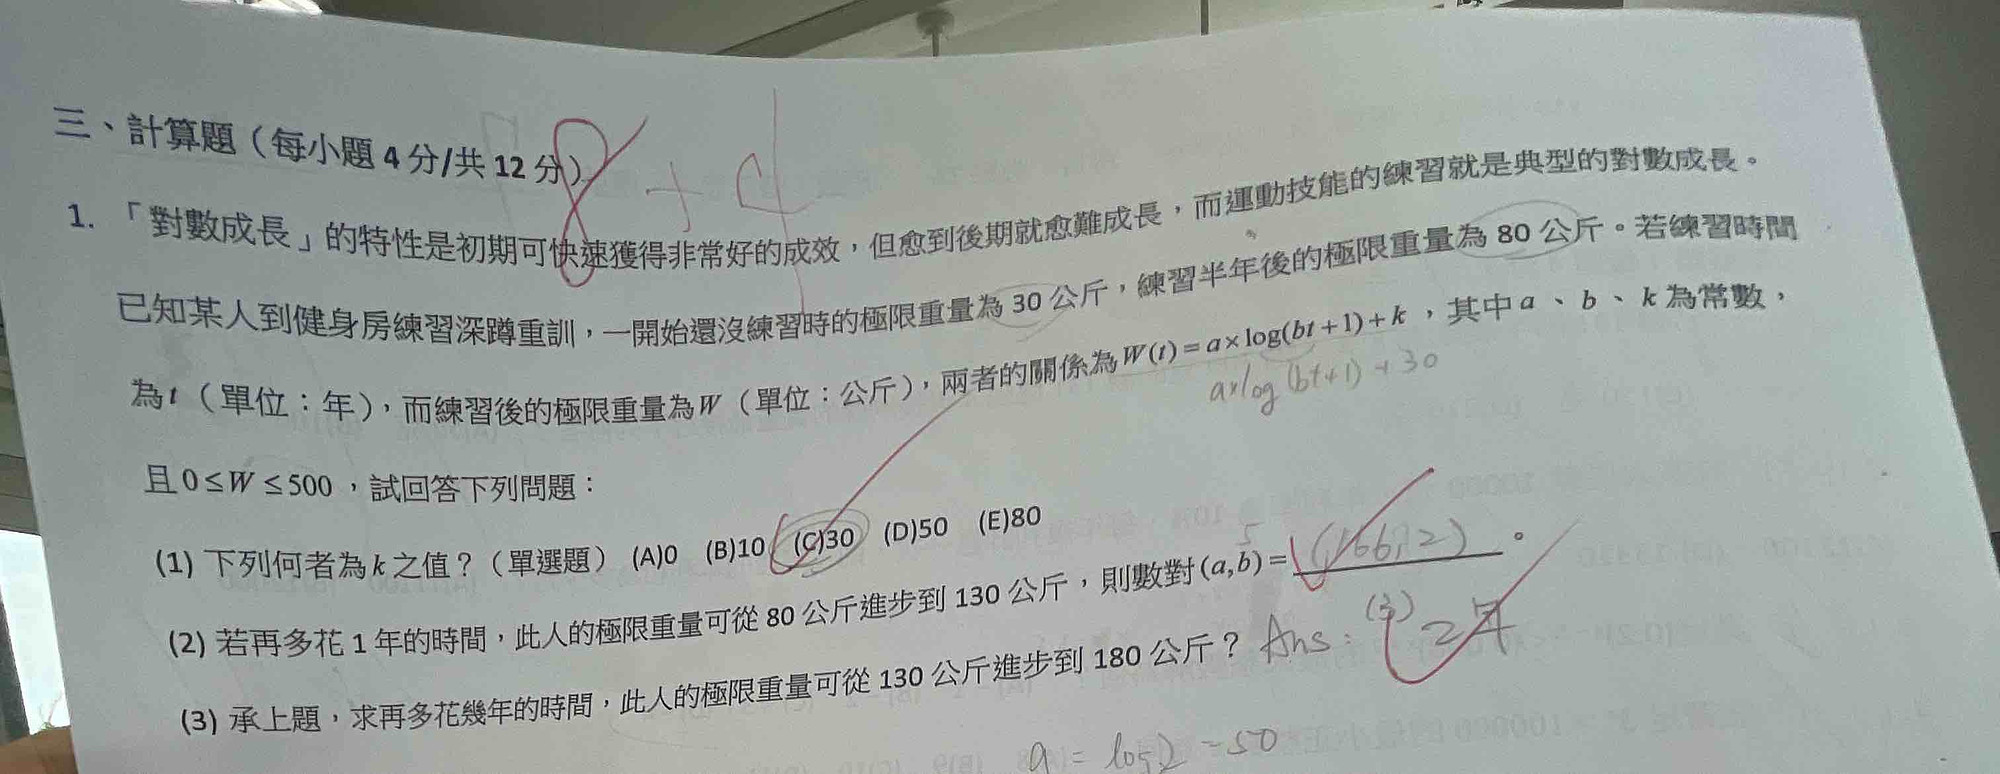 三、計算題（每小題 4 分/共 12 分）
8 + 4
1. 「對數成長」的特性是初期可快速獲得非常好的成效，但愈到後期就愈難成長，而運動技能的練習就是典型的對數成長。
已知某人到健身房練習深蹲重訓，一開始還沒練習時的極限重量為 30 公斤，練習半年後的極限重量為 80 公斤。若練習時間
為 t（單位：年），而練習後的極限重量為 W（單位：公斤），兩者的關係為 W(t)=a×log(bt+1)+k，其中 a、b、k 為常數，
a×log(bt+1)+30
且 0≤W≤500，試回答下列問題：
(1) 下列何者為 k 之值？（單選題） (A)0 (B)10 (C)30 (D)50 (E)80
(2) 若再多花 1 年的時間，此人的極限重量可從 80 公斤進步到 130 公斤，則數對 (a,b)= (166,2)。
(3) 承上題，求再多花幾年的時間，此人的極限重量可從 130 公斤進步到 180 公斤？ Ans: (3) 2年
a = log2 - 50